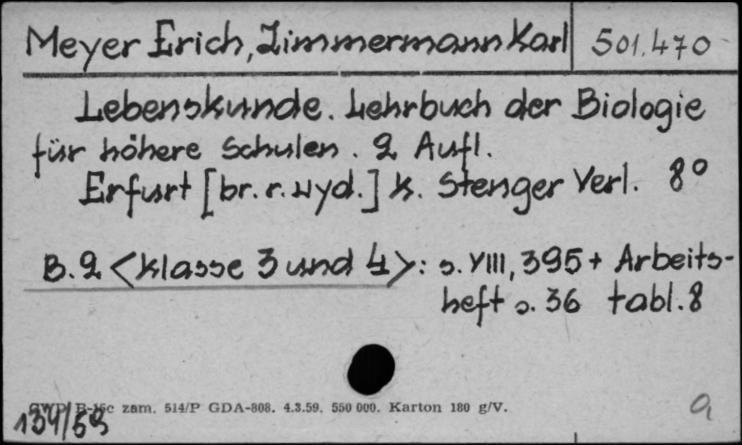 Meyer Erich, Zimmermann Karl 501.470
Lebenskunde. Lehrbuch der Biologie
für höhere Schulen. 2 Aufl.
Erfurt [br. r. wyd.] K. Stenger Verl. 8°
B. 2 <Klasse 3 und 4>: s. VIII, 395 + Arbeits-
heft s. 36 tabl. 8
GWP B-16c zam. 514/P GDA-808. 4.3.59. 550 000. Karton 180 g/V.
a